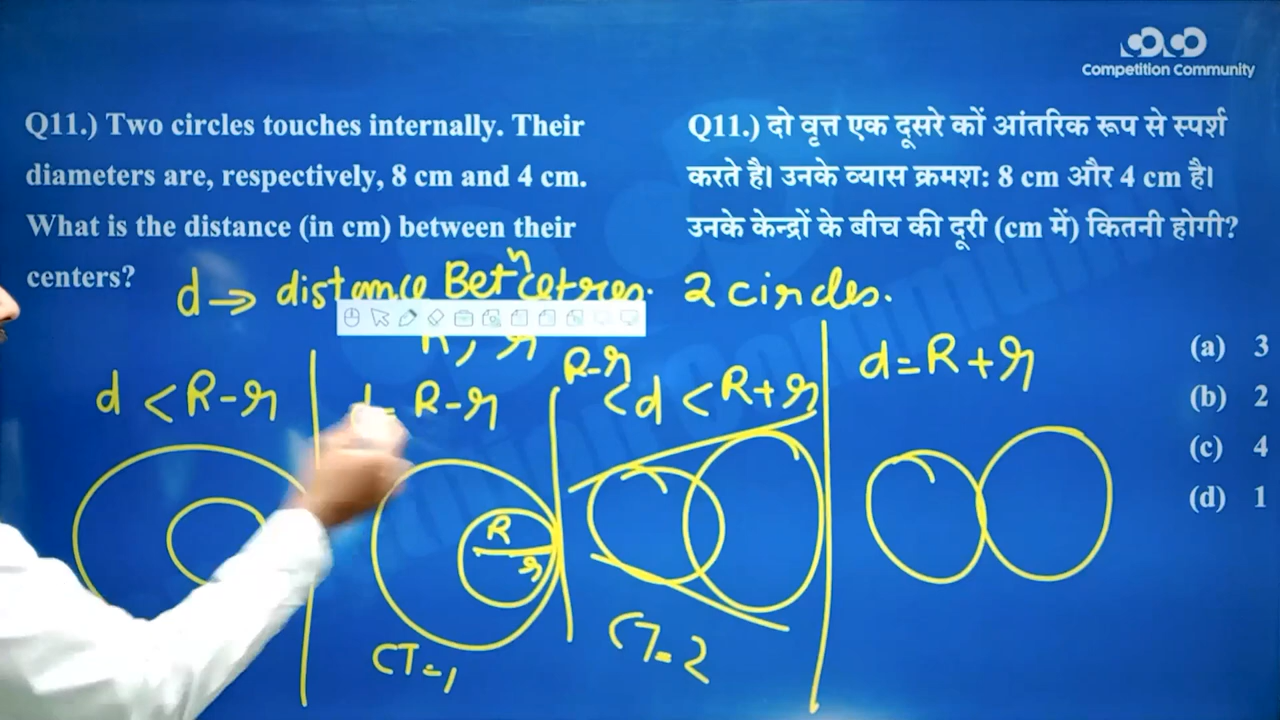 Competition Community
Q11.) Two circles touches internally. Their
diameters are, respectively, 8 cm and 4 cm.
What is the distance (in cm) between their
centers?
Q11.) दो वृत्त एक दूसरे कों आंतरिक रूप से स्पर्श
करते है। उनके व्यास क्रमश: 8 cm और 4 cm है।
उनके केन्द्रों के बीच की दूरी (cm में) कितनी होगी?
d → distance Betⁿ Cetres. 2 circles.
R, r
(a) 3
(b) 2
(c) 4
(d) 1
d < R-r
d = R-r
R-r
< d < R+r
d = R+r
R
r
CT=1
CT=2